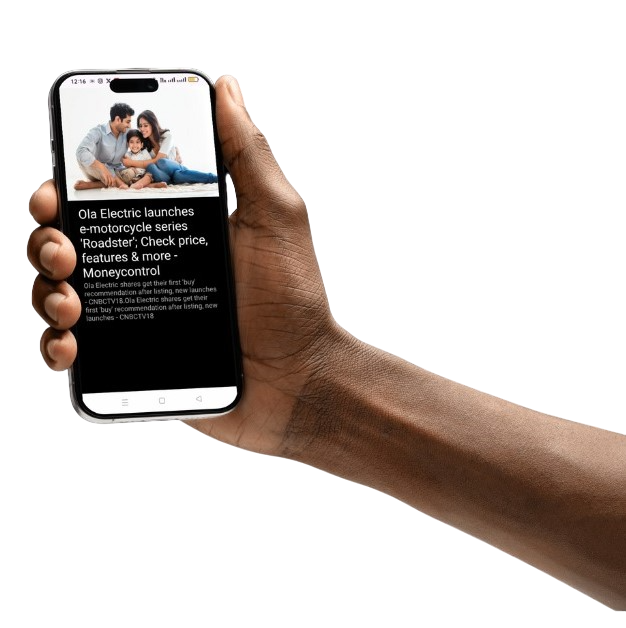 12:16
Ola Electric launches
e-motorcycle series
'Roadster'; Check price,
features & more -
Moneycontrol
Ola Electric shares get their first 'buy'
recommendation after listing, new launches
- CNBCTV18.Ola Electric shares get their
first 'buy' recommendation after listing, new
launches - CNBCTV18